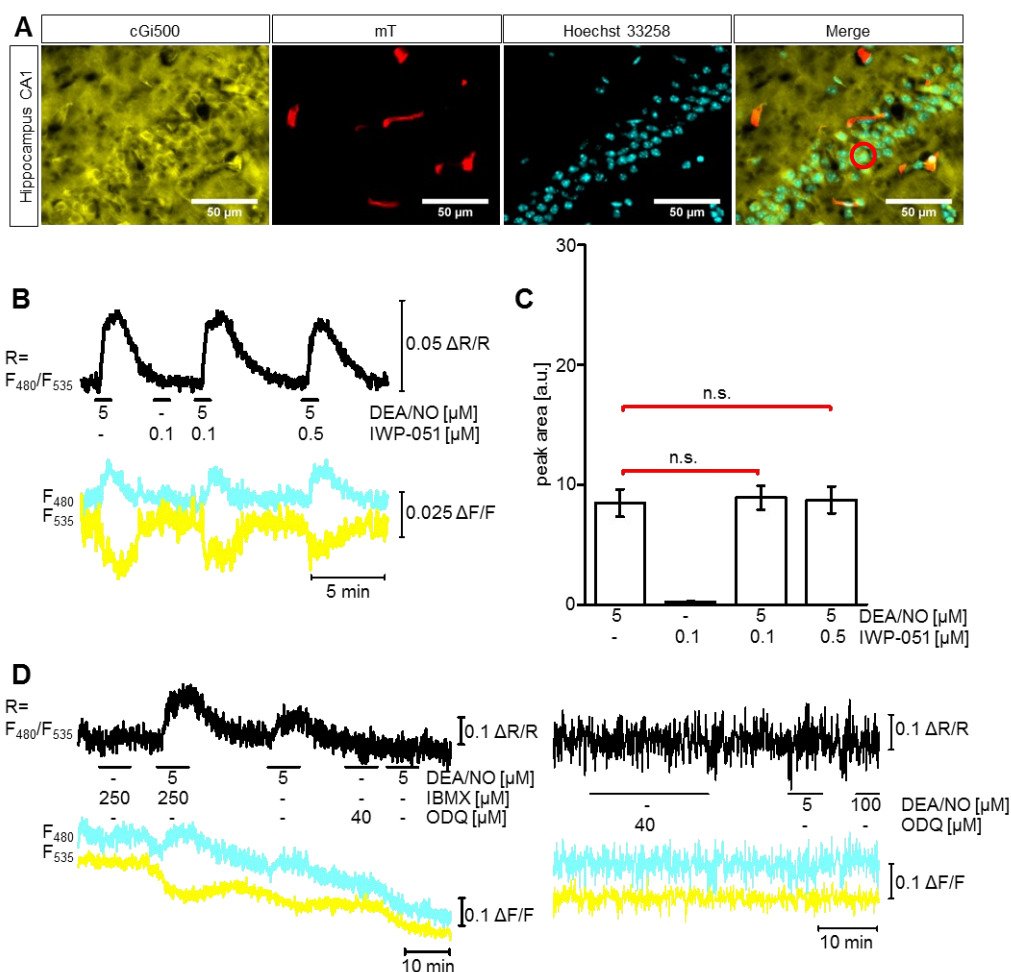 A
cGi500
mT
Hoechst 33258
Merge
Hippocampus CA1
50 µm
50 µm
50 µm
50 µm
B
R=
F480/F535
0.05 ΔR/R
5 - 5 5 DEA/NO [µM]
- 0.1 0.1 0.5 IWP-051 [µM]
F480
F535
0.025 ΔF/F
5 min
C
peak area [a.u.]
30
20
10
0
n.s.
n.s.
5 - 5 5 DEA/NO [µM]
- 0.1 0.1 0.5 IWP-051 [µM]
D
R=
F480/F535
0.1 ΔR/R
- 5 5 - 5 DEA/NO [µM]
250 250 - - - IBMX [µM]
- - - 40 - ODQ [µM]
F480
F535
0.1 ΔF/F
10 min
0.1 ΔR/R
- 5 100 DEA/NO [µM]
40 - - ODQ [µM]
0.1 ΔF/F
10 min